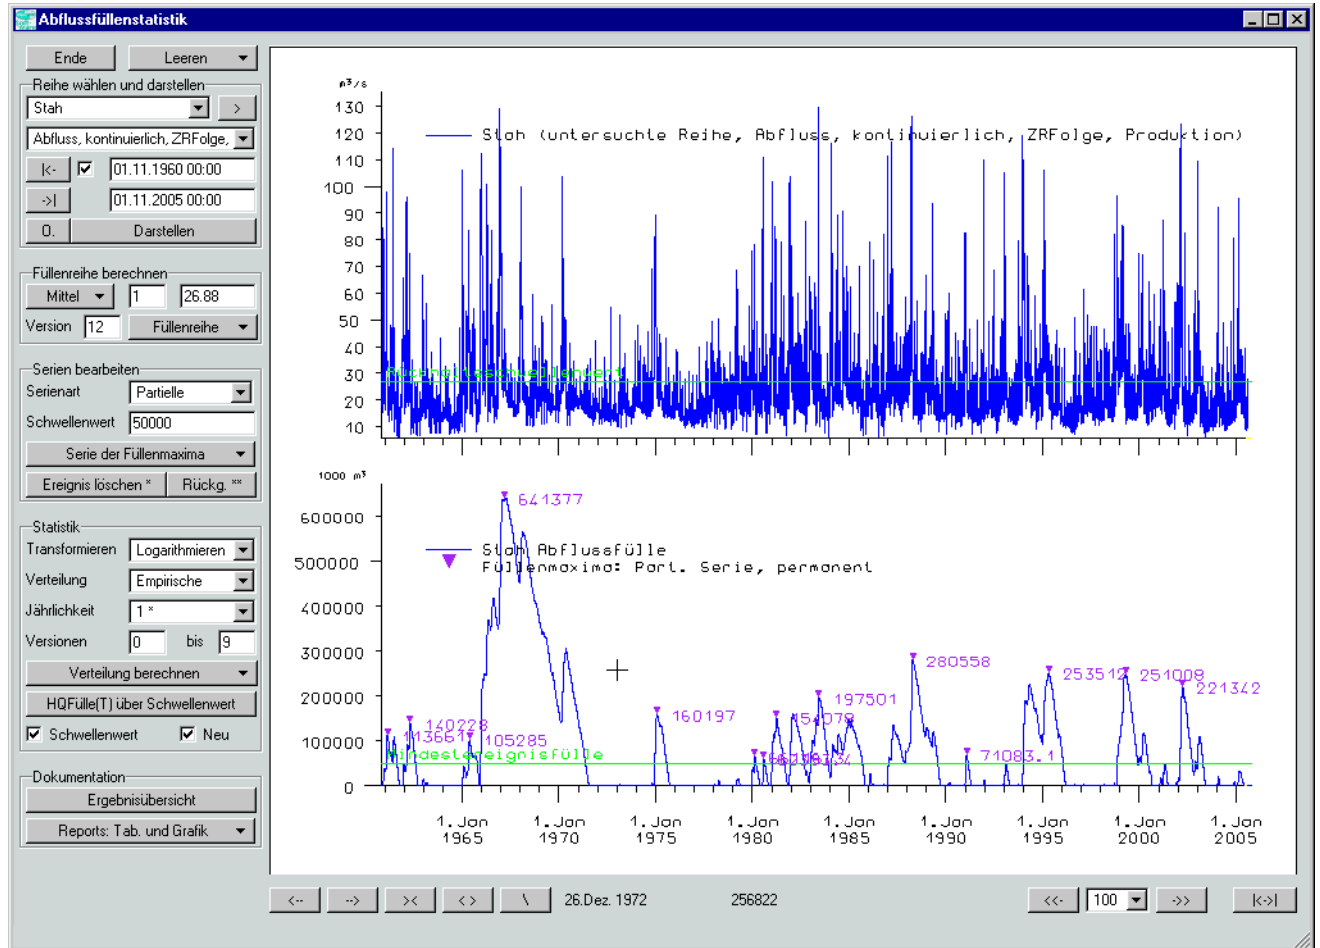 Abflussfüllenstatistik
Ende
Leeren
Reihe wählen und darstellen
Stah
>
Abfluss, kontinuierlich, ZRFolge,
|<-
01.11.1960 00:00
->|
01.11.2005 00:00
0.
Darstellen
Füllenreihe berechnen
Mittel
1
26.88
Version
12
Füllenreihe
Serien bearbeiten
Serienart
Partielle
Schwellenwert
50000
Serie der Füllenmaxima
Ereignis löschen *
Rückg. **
Statistik
Transformieren
Logarithmieren
Verteilung
Empirische
Jährlichkeit
1 *
Versionen
0
bis
9
Verteilung berechnen
HQFülle(T) über Schwellenwert
Schwellenwert
Neu
Dokumentation
Ergebnisübersicht
Reports: Tab. und Grafik
m³/s
130
120
110
100
90
80
70
60
50
40
30
20
10
Stah (untersuchte Reihe, Abfluss, kontinuierlich, ZRFolge, Produktion)
Rückhalteschwellenwert
1000 m³
600000
500000
400000
300000
200000
100000
0
Stah Abflussfülle
Füllenmaxima: Part. Serie, permanent
641377
140228
105285
160197
197501
280558
71083.1
253512
251008
221342
Mindestereignisfülle
1.Jan 1965
1.Jan 1970
1.Jan 1975
1.Jan 1980
1.Jan 1985
1.Jan 1990
1.Jan 1995
1.Jan 2000
1.Jan 2005
<--
-->
><
<>
\
26.Dez. 1972
256822
<<-
100
->>
|<->|